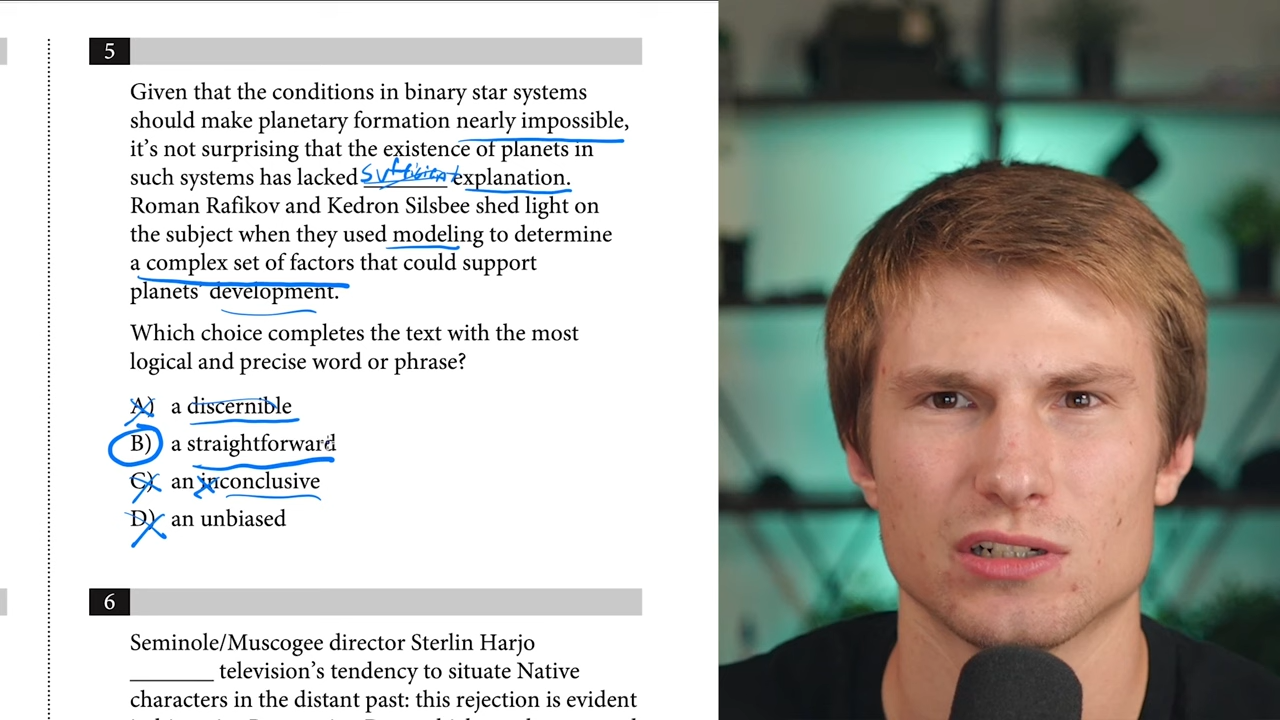 5
Given that the conditions in binary star systems
should make planetary formation nearly impossible,
it's not surprising that the existence of planets in
such systems has lacked sufficient explanation.
Roman Rafikov and Kedron Silsbee shed light on
the subject when they used modeling to determine
a complex set of factors that could support
planets' development.
Which choice completes the text with the most
logical and precise word or phrase?
A) a discernible
B) a straightforward
C) an inconclusive
D) an unbiased
6
Seminole/Muscogee director Sterlin Harjo
________ television's tendency to situate Native
characters in the distant past: this rejection is evident